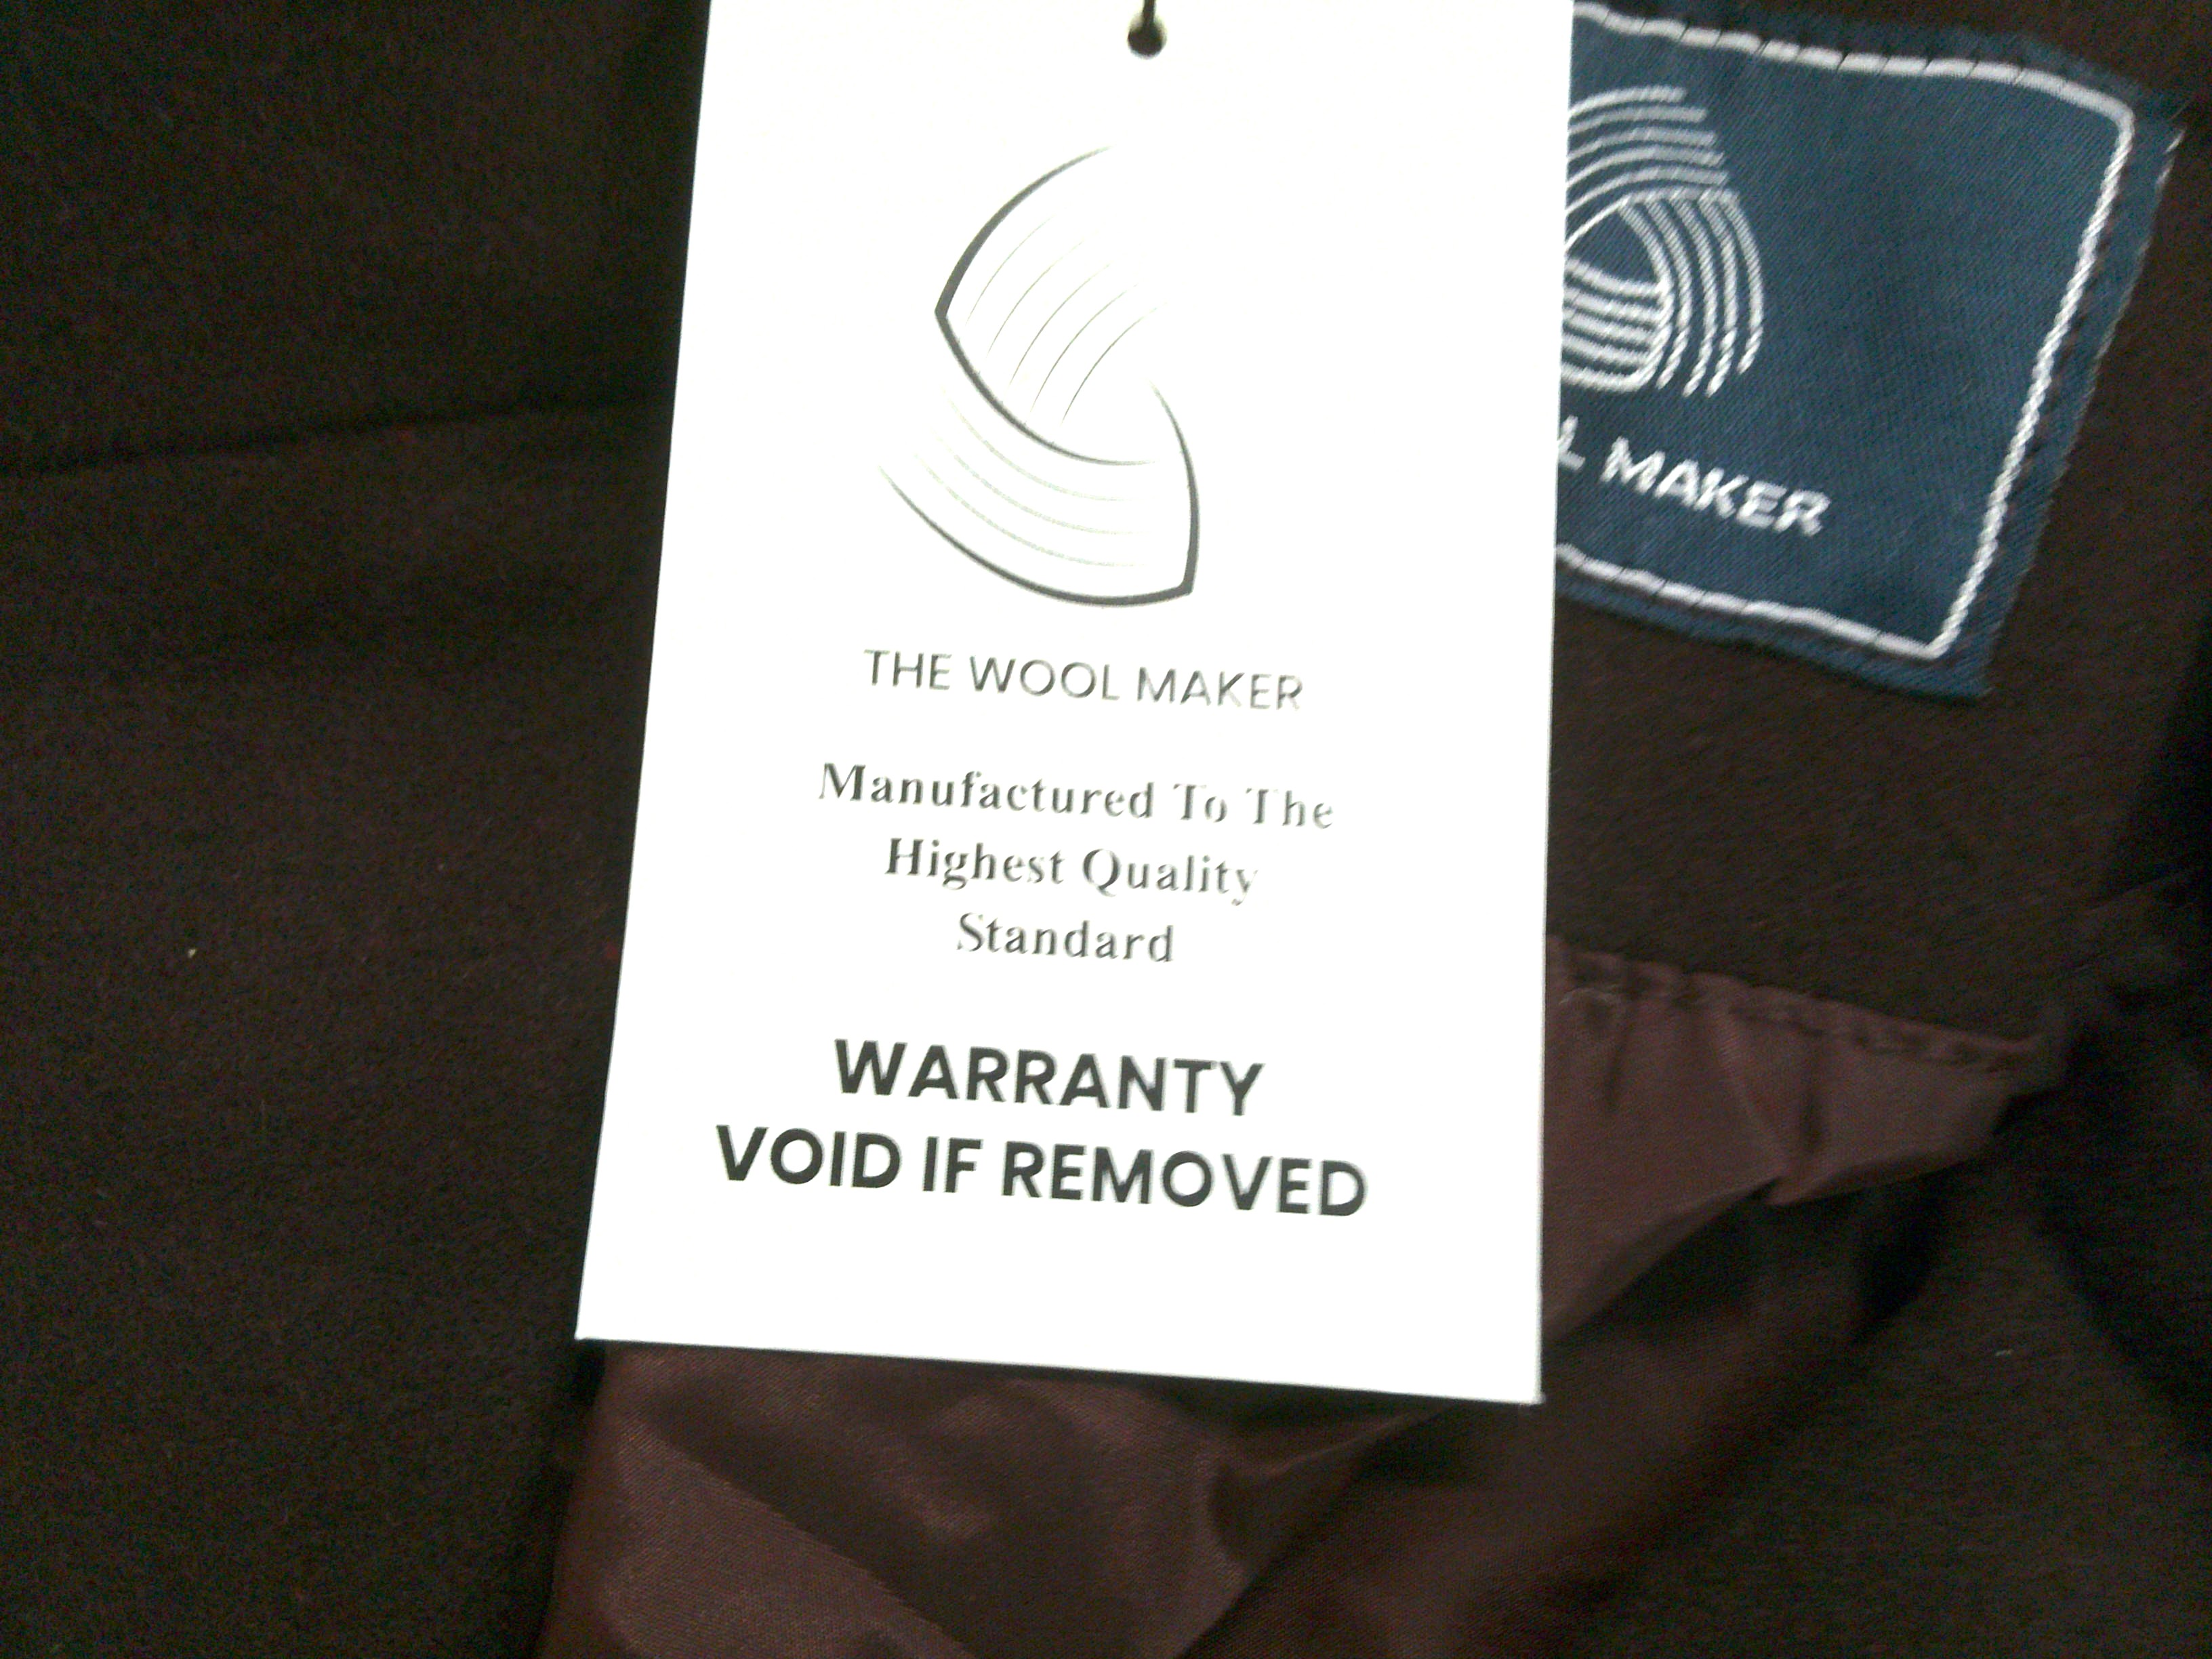 THE WOOL MAKER
Manufactured To The
Highest Quality
Standard
WARRANTY
VOID IF REMOVED
L MAKER